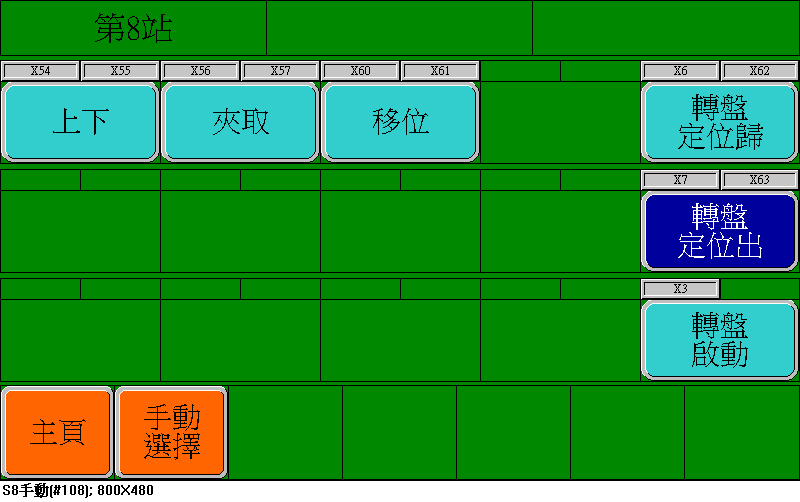 第8站
X54 X55 X56 X57 X60 X61 X6 X62
上下 夾取 移位 轉盤
定位歸
X7 X63
轉盤
定位出
X3
轉盤
啟動
主頁 手動
選擇
S8手動(#108); 800X480